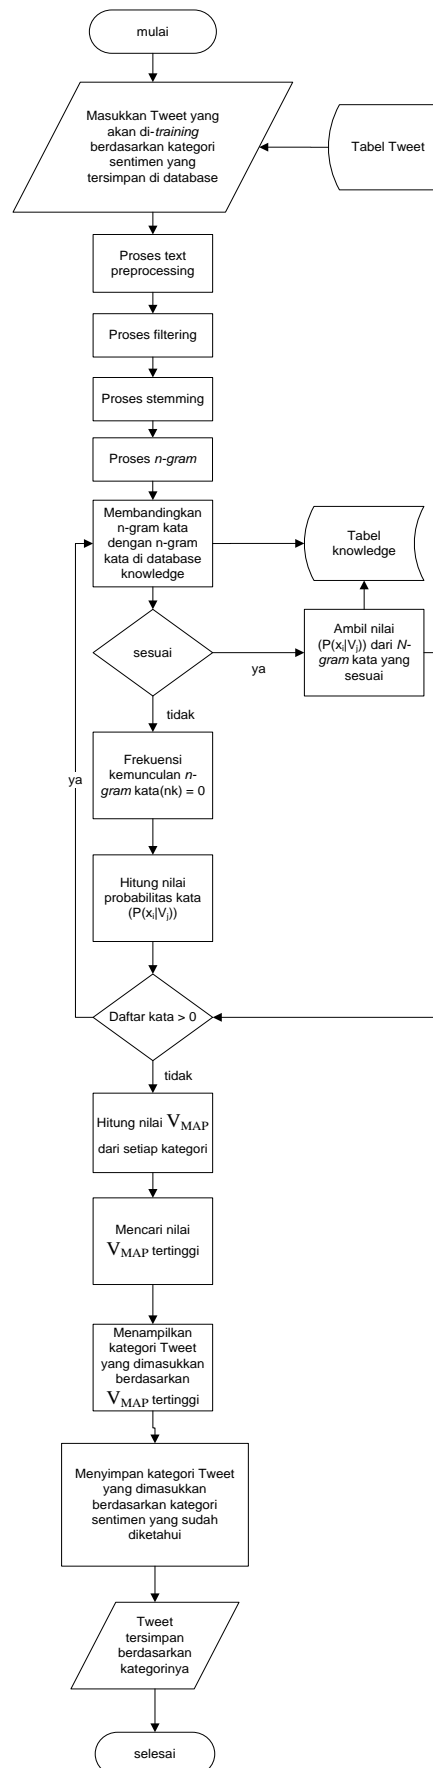 mulai
Masukkan Tweet yang
akan di-training
berdasarkan kategori
sentimen yang
tersimpan di database
Tabel Tweet
Proses text
preprocessing
Proses filtering
Proses stemming
Proses n-gram
Membandingkan
n-gram kata
dengan n-gram
kata di database
knowledge
Tabel
knowledge
sesuai
ya
Ambil nilai
(P(xᵢ|Vⱼ)) dari N-
gram kata yang
sesuai
tidak
Frekuensi
kemunculan n-
gram kata(nk) = 0
ya
Hitung nilai
probabilitas kata
(P(xᵢ|Vⱼ))
Daftar kata > 0
tidak
Hitung nilai VMAP
dari setiap kategori
Mencari nilai
VMAP tertinggi
Menampilkan
kategori Tweet
yang dimasukkan
berdasarkan
VMAP tertinggi
Menyimpan kategori Tweet
yang dimasukkan
berdasarkan kategori
sentimen yang sudah
diketahui
Tweet
tersimpan
berdasarkan
kategorinya
selesai